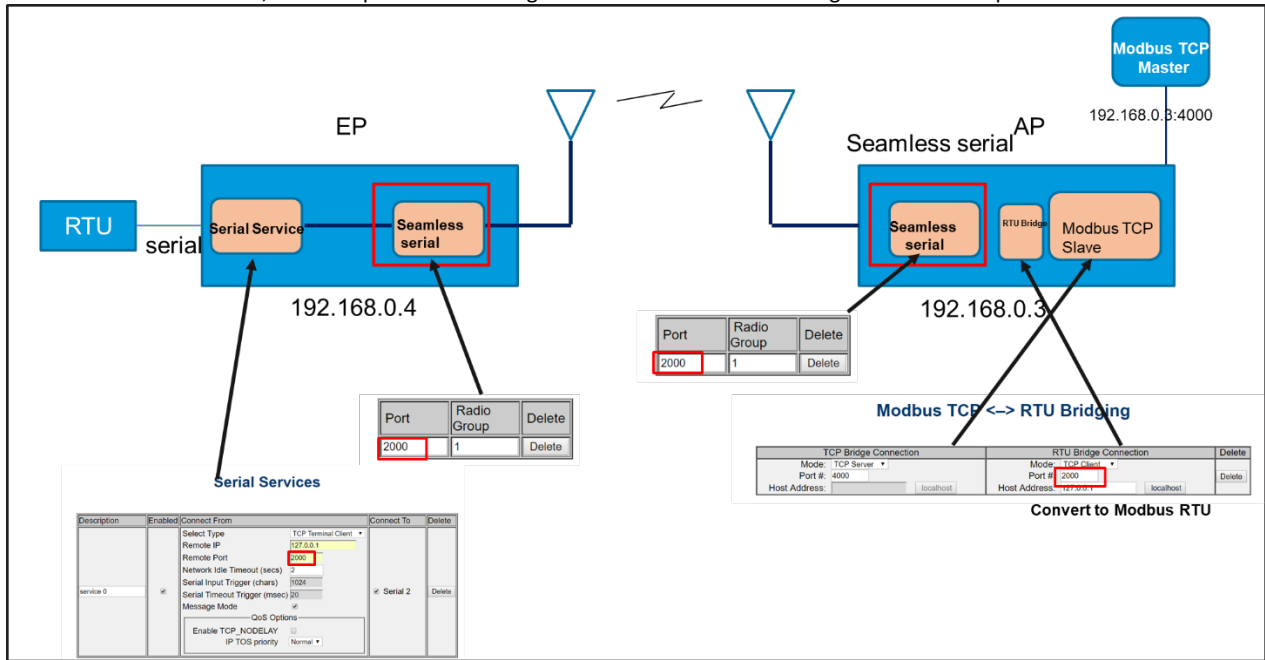 Modbus TCP
Master
192.168.0.3:4000
EP
AP
Seamless serial
RTU
serial
Serial Service
Seamless
serial
Seamless
serial
RTU Bridge
Modbus TCP
Slave
192.168.0.4
192.168.0.3
Port Radio Group Delete
2000 1 Delete
Port Radio Group Delete
2000 1 Delete
Modbus TCP <–> RTU Bridging
TCP Bridge Connection RTU Bridge Connection Delete
Mode: TCP Server Mode: TCP Client
Port #: 4000 Port #: 2000 Delete
Host Address: localhost Host Address: 127.0.0.1 localhost
Convert to Modbus RTU
Serial Services
Description Enabled Connect From Connect To Delete
Select Type TCP Terminal Client
Remote IP 127.0.0.1
Remote Port 2000
Network Idle Timeout (secs) 2
Serial Input Trigger (chars) 1024
service 0 Serial Timeout Trigger (msec) 20 Serial 2 Delete
Message Mode
QoS Options
Enable TCP_NODELAY
IP TOS priority Normal